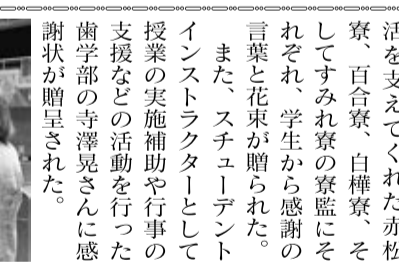 活を支えてくれた赤松
寮、百合寮、白樺寮、そ
してすみれ寮の寮監にそ
れぞれ、学生から感謝の
言葉と花束が贈られた。
　また、スチューデント
インストラクターとして
授業の実施補助や行事の
支援などの活動を行った
歯学部の寺澤晃さんに感
謝状が贈呈された。